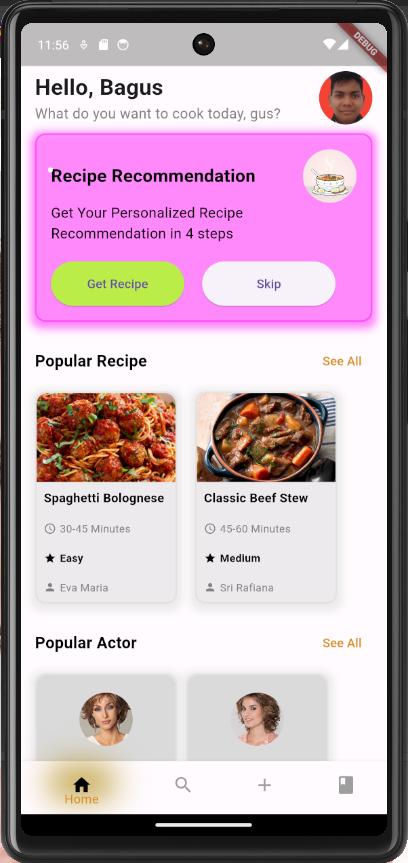 11:56
DEBUG
Hello, Bagus
What do you want to cook today, gus?
Recipe Recommendation
Get Your Personalized Recipe
Recommendation in 4 steps
Get Recipe
Skip
Popular Recipe
See All
Spaghetti Bolognese
30-45 Minutes
Easy
Eva Maria
Classic Beef Stew
45-60 Minutes
Medium
Sri Rafiana
Popular Actor
See All
Home